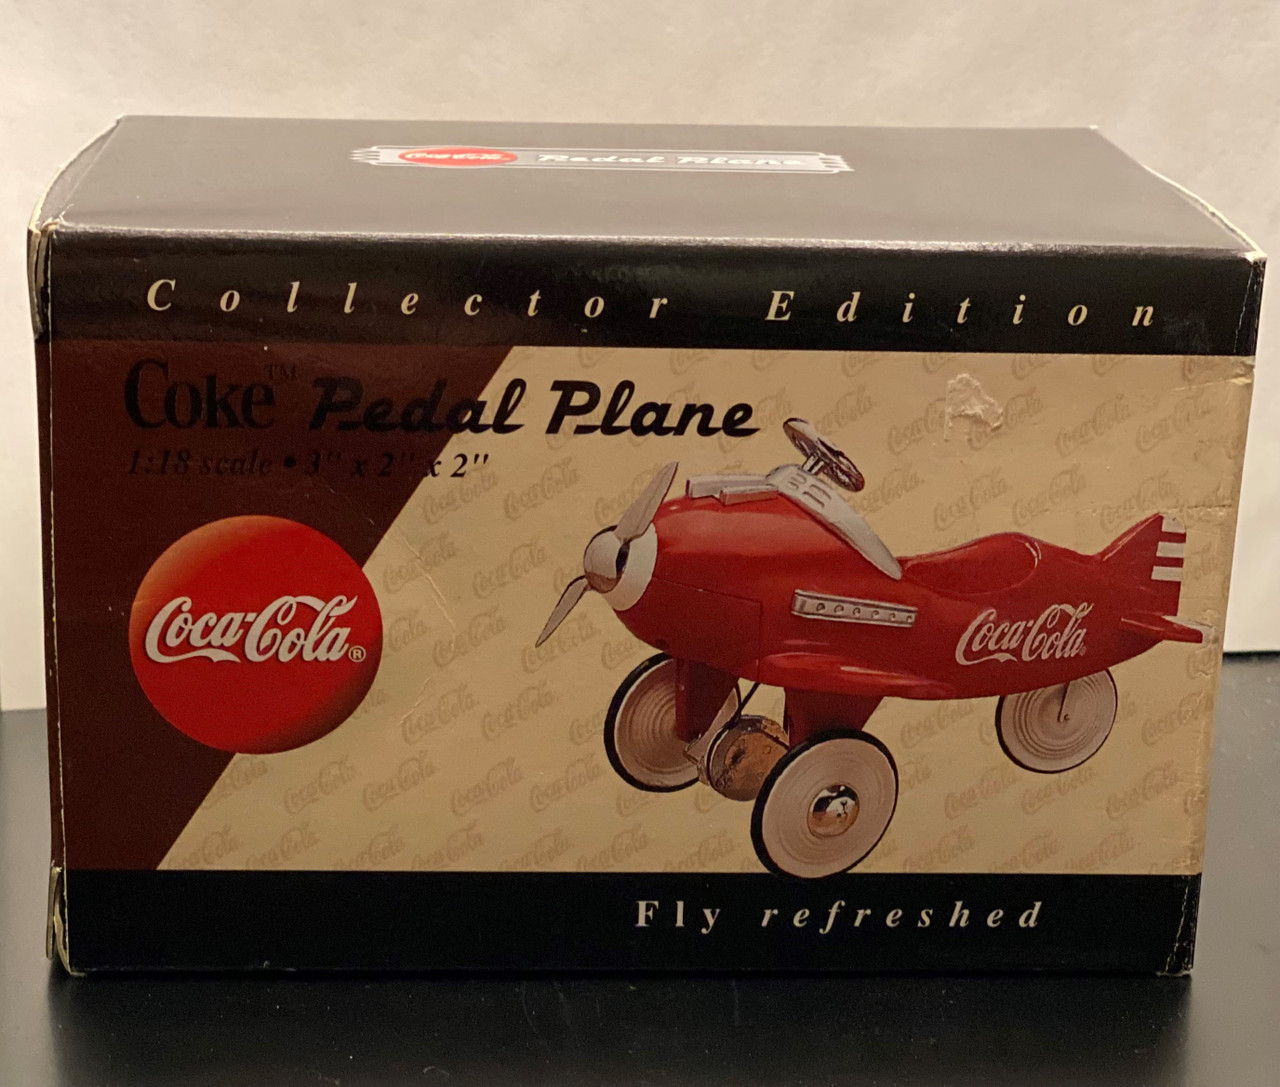 Coca-Cola Pedal Plane
Collector Edition
Coke™ Pedal Plane
1:18 scale • 3" x 2" x 2"
Coca-Cola®
Coca-Cola®
Fly refreshed